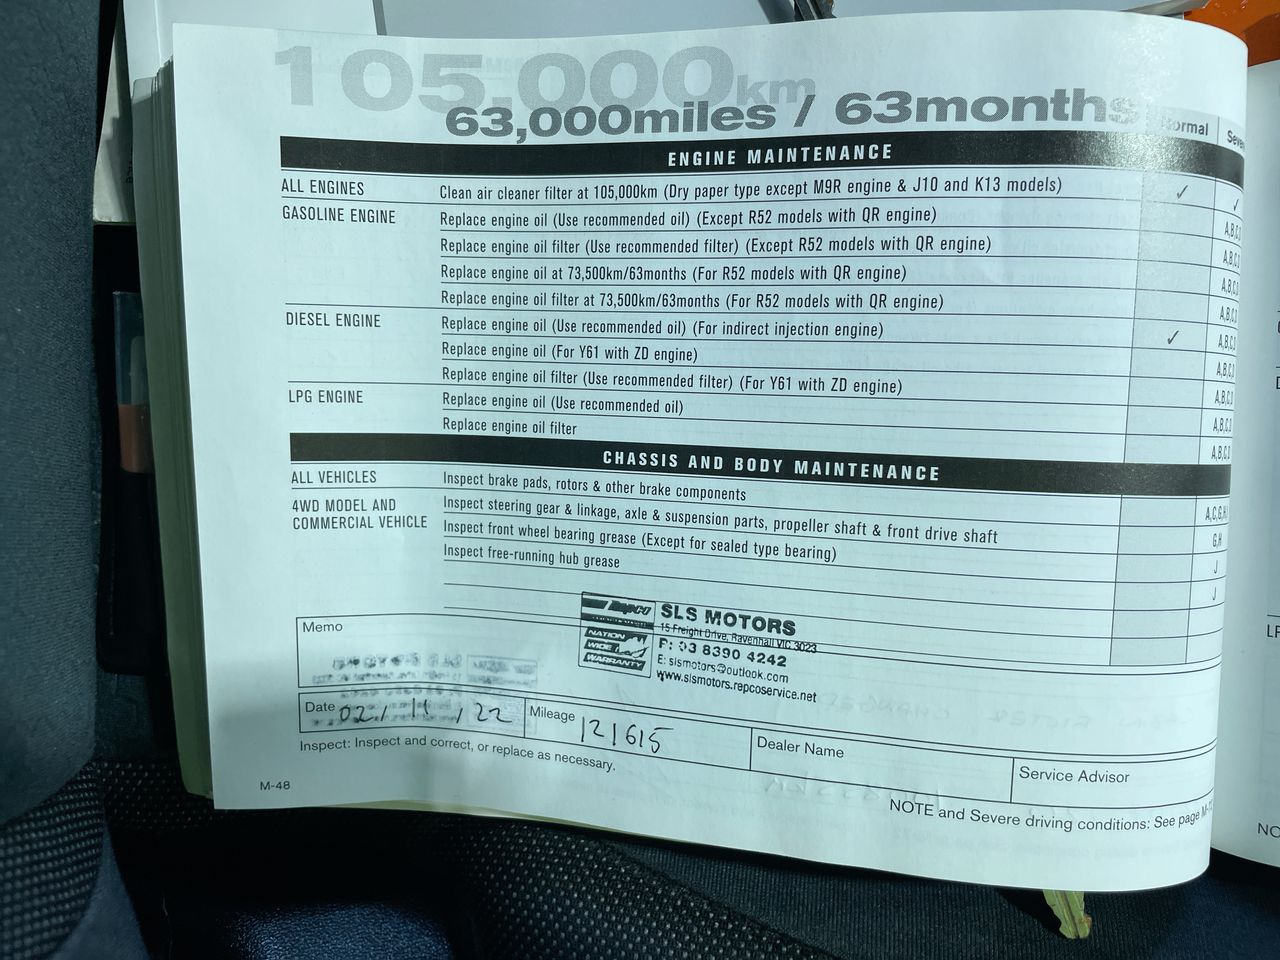 105,000km
63,000miles / 63months
Normal
ENGINE MAINTENANCE
ALL ENGINES Clean air cleaner filter at 105,000km (Dry paper type except M9R engine & J10 and K13 models) ✓ ✓
GASOLINE ENGINE Replace engine oil (Use recommended oil) (Except R52 models with QR engine) A,B,C,
Replace engine oil filter (Use recommended filter) (Except R52 models with QR engine) A,B,C,
Replace engine oil at 73,500km/63months (For R52 models with QR engine) A,B,C,
Replace engine oil filter at 73,500km/63months (For R52 models with QR engine) A,B,C,
DIESEL ENGINE Replace engine oil (Use recommended oil) (For indirect injection engine) ✓ A,B,C,
Replace engine oil (For Y61 with ZD engine) A,B,C,
Replace engine oil filter (Use recommended filter) (For Y61 with ZD engine) A,B,C,
LPG ENGINE Replace engine oil (Use recommended oil) A,B,C,
Replace engine oil filter A,B,C,
CHASSIS AND BODY MAINTENANCE
ALL VEHICLES Inspect brake pads, rotors & other brake components A,C,G,H
4WD MODEL AND COMMERCIAL VEHICLE Inspect steering gear & linkage, axle & suspension parts, propeller shaft & front drive shaft G,H
Inspect front wheel bearing grease (Except for sealed type bearing) J
Inspect free-running hub grease J
Repco
NATION
WIDE
WARRANTY
SLS MOTORS
15 Freight Drive, Ravenhall VIC 3023
P: 03 8390 4242
E: slsmotors@outlook.com
www.slsmotors.repcoservice.net
Memo
Date 02/11/22 Mileage 121615 Dealer Name Service Advisor
Inspect: Inspect and correct, or replace as necessary.
M-48
NOTE and Severe driving conditions: See page